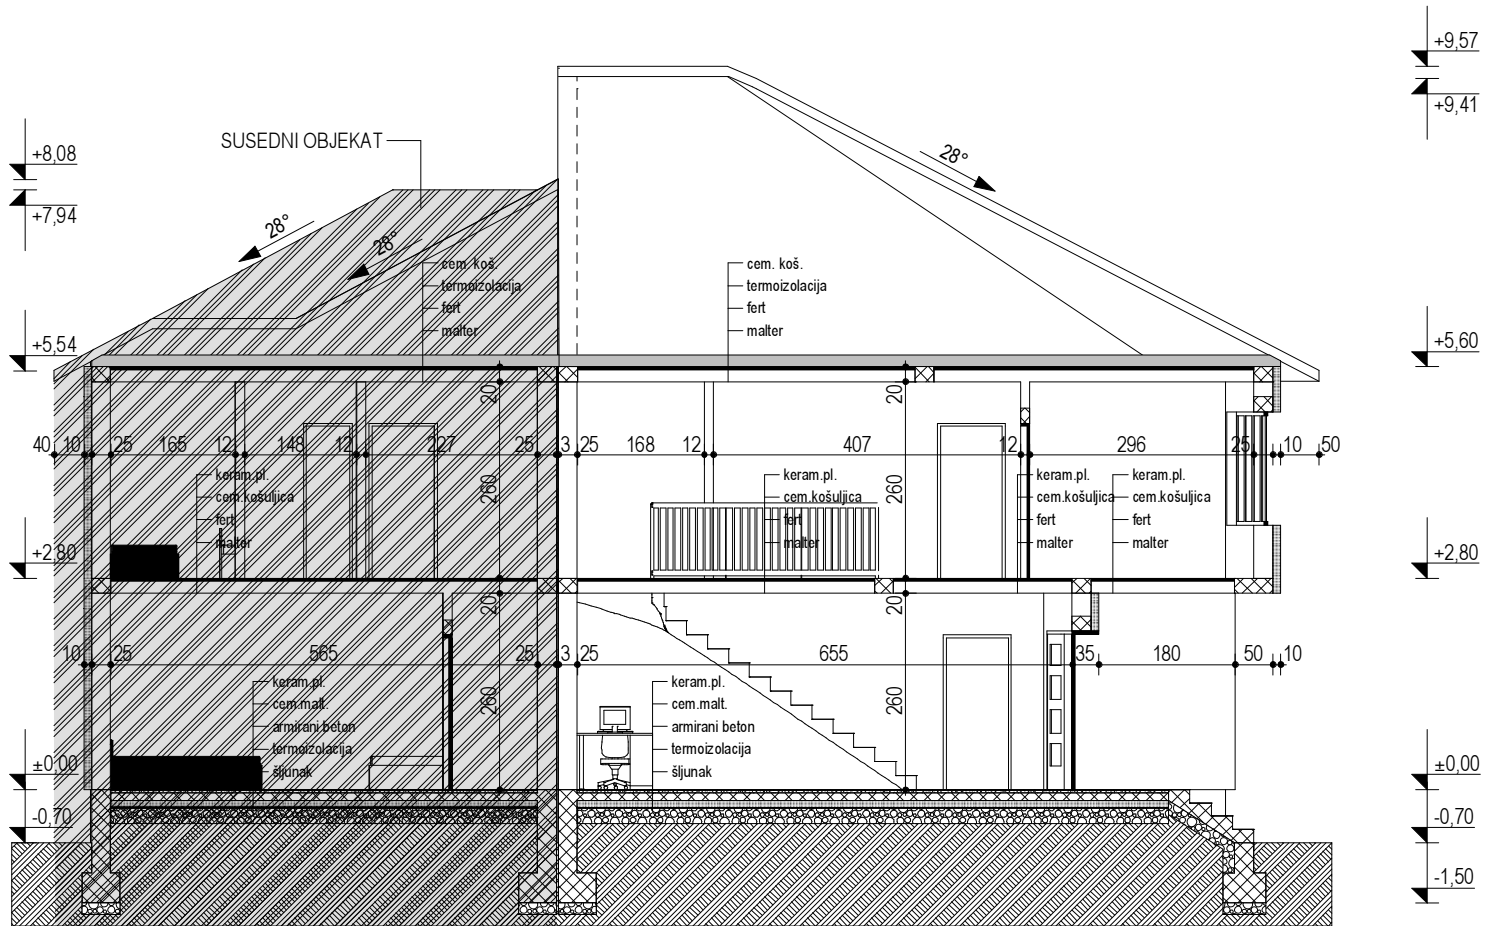 +9,57
+9,41
SUSEDNI OBJEKAT
28°
+8,08
+7,94
28°
28°
cem. koš.
termoizolacija
fert
malter
cem. koš.
termoizolacija
fert
malter
+5,54
+5,60
20
20
40 10 25 165 12 148 12 227 25 3 25 168 12 407 12 296 25 10 50
keram.pl.
cem.košuljica
fert
malter
260
keram.pl.
cem.košuljica
fert
malter
260
keram.pl.
cem.košuljica
fert
malter
keram.pl.
cem.košuljica
fert
malter
+2,80
+2,80
20
20
10 25 565 25 3 25 655 35 180 50 10
keram.pl.
cem.malt.
armirani beton
termoizolacija
šljunak
260
keram.pl.
cem.malt.
armirani beton
termoizolacija
šljunak
260
±0,00
±0,00
-0,70
-0,70
-1,50